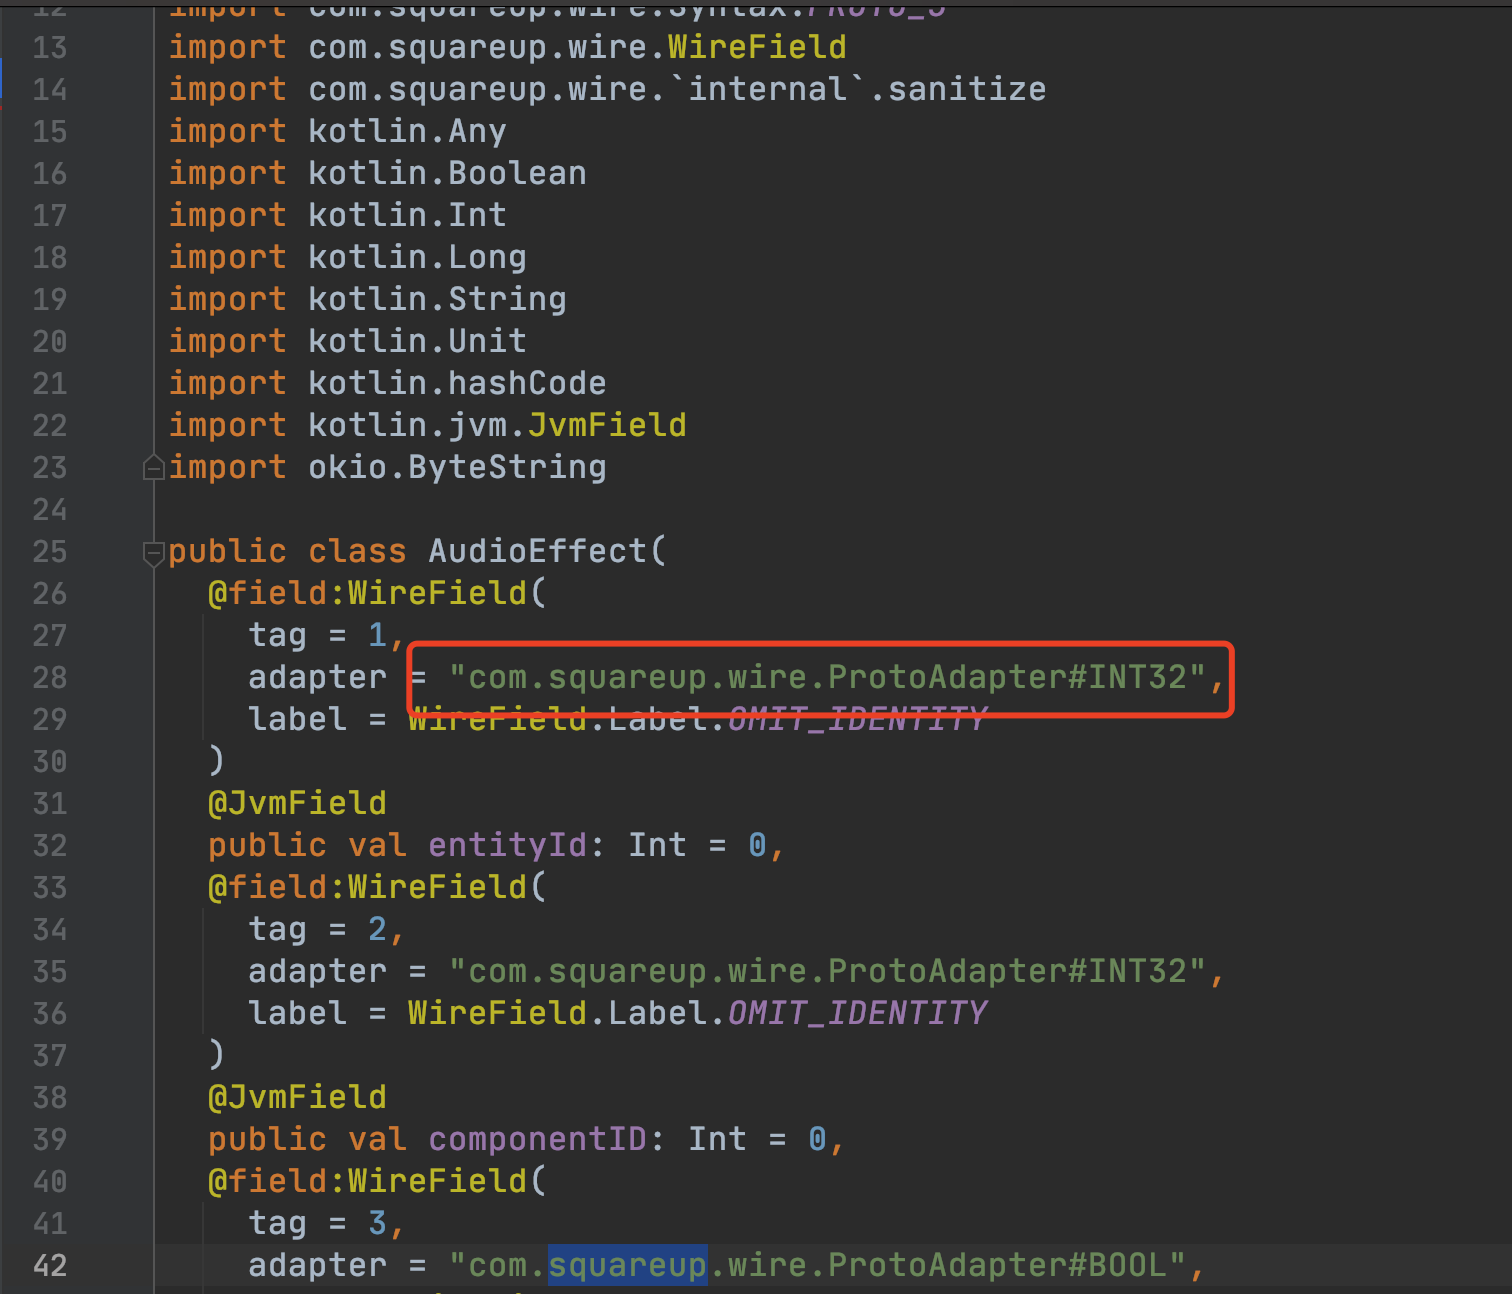 12 import com.squareup.wire.Syntax.PROTO_3
13 import com.squareup.wire.WireField
14 import com.squareup.wire.`internal`.sanitize
15 import kotlin.Any
16 import kotlin.Boolean
17 import kotlin.Int
18 import kotlin.Long
19 import kotlin.String
20 import kotlin.Unit
21 import kotlin.hashCode
22 import kotlin.jvm.JvmField
23 import okio.ByteString
24
25 public class AudioEffect(
26 @field:WireField(
27 tag = 1,
28 adapter = "com.squareup.wire.ProtoAdapter#INT32",
29 label = WireField.Label.OMIT_IDENTITY
30 )
31 @JvmField
32 public val entityId: Int = 0,
33 @field:WireField(
34 tag = 2,
35 adapter = "com.squareup.wire.ProtoAdapter#INT32",
36 label = WireField.Label.OMIT_IDENTITY
37 )
38 @JvmField
39 public val componentID: Int = 0,
40 @field:WireField(
41 tag = 3,
42 adapter = "com.squareup.wire.ProtoAdapter#BOOL",